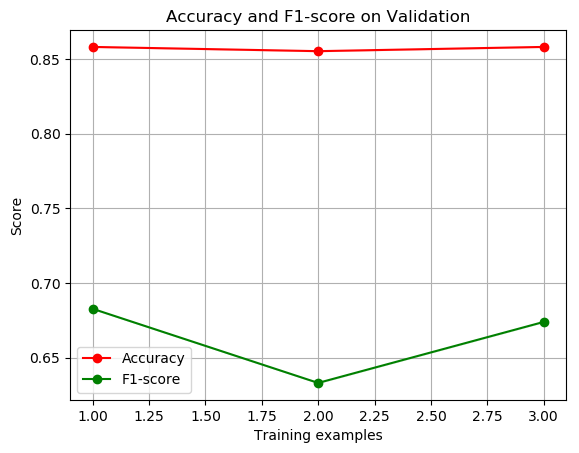 Accuracy and F1-score on Validation
Score
0.85
0.80
0.75
0.70
0.65
Accuracy
F1-score
1.00 1.25 1.50 1.75 2.00 2.25 2.50 2.75 3.00
Training examples